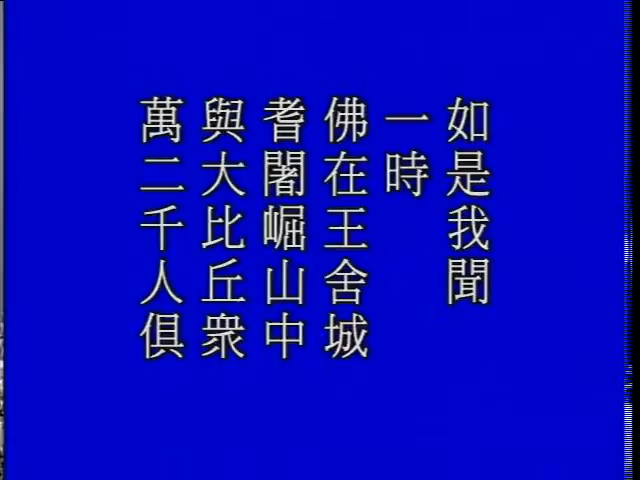 如是我聞
一時
佛在王舍城
耆闍崛山中
與大比丘眾
萬二千人俱